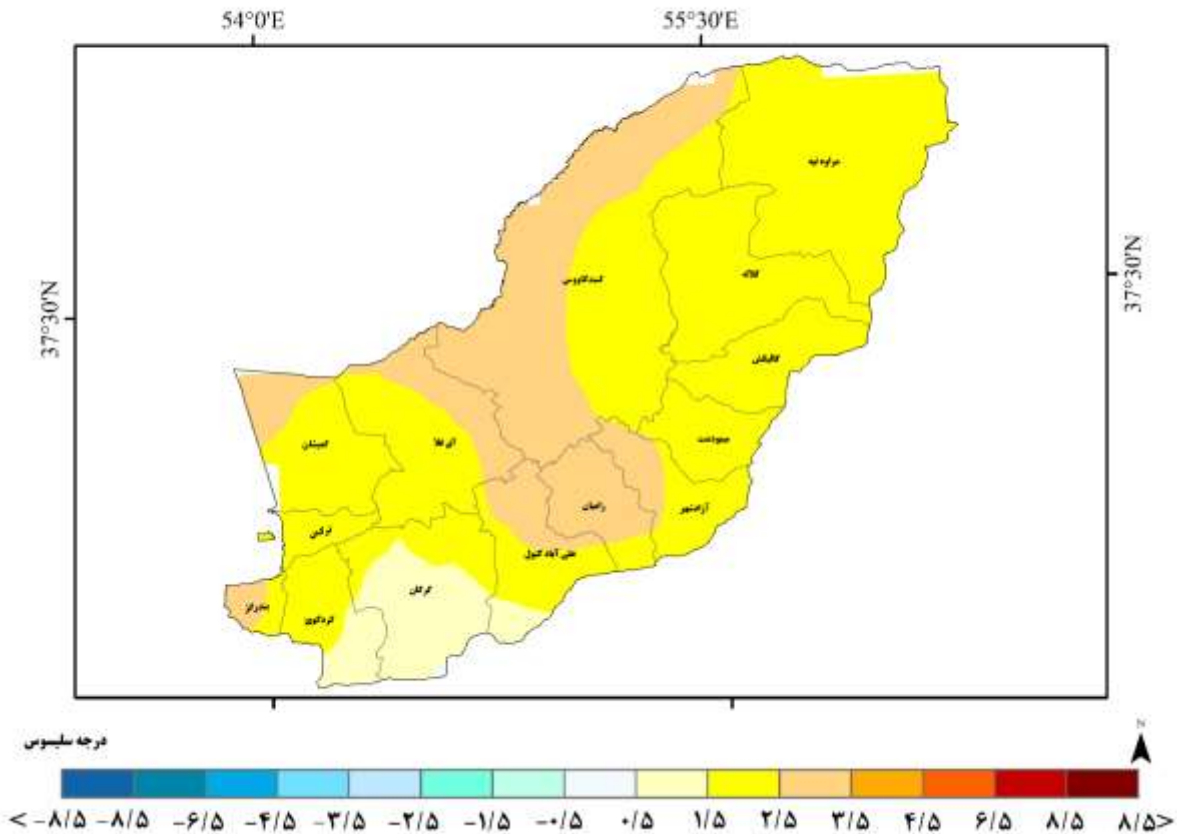 54°0'E 55°30'E
37°30'N
37°30'N
مراوه تپه
کلاله
گنبدکاووس
گالیکش
گمیشان
آق قلا
مینودشت
رامیان
آزادشهر
ترکمن
علی آباد کتول
گرگان
بندرگز
کردکوی
N
درجه سلیسوس
< -۸/۵ -۸/۵ -۶/۵ -۴/۵ -۳/۵ -۲/۵ -۱/۵ -۰/۵ ۰/۵ ۱/۵ ۲/۵ ۳/۵ ۴/۵ ۶/۵ ۸/۵ ۸/۵>